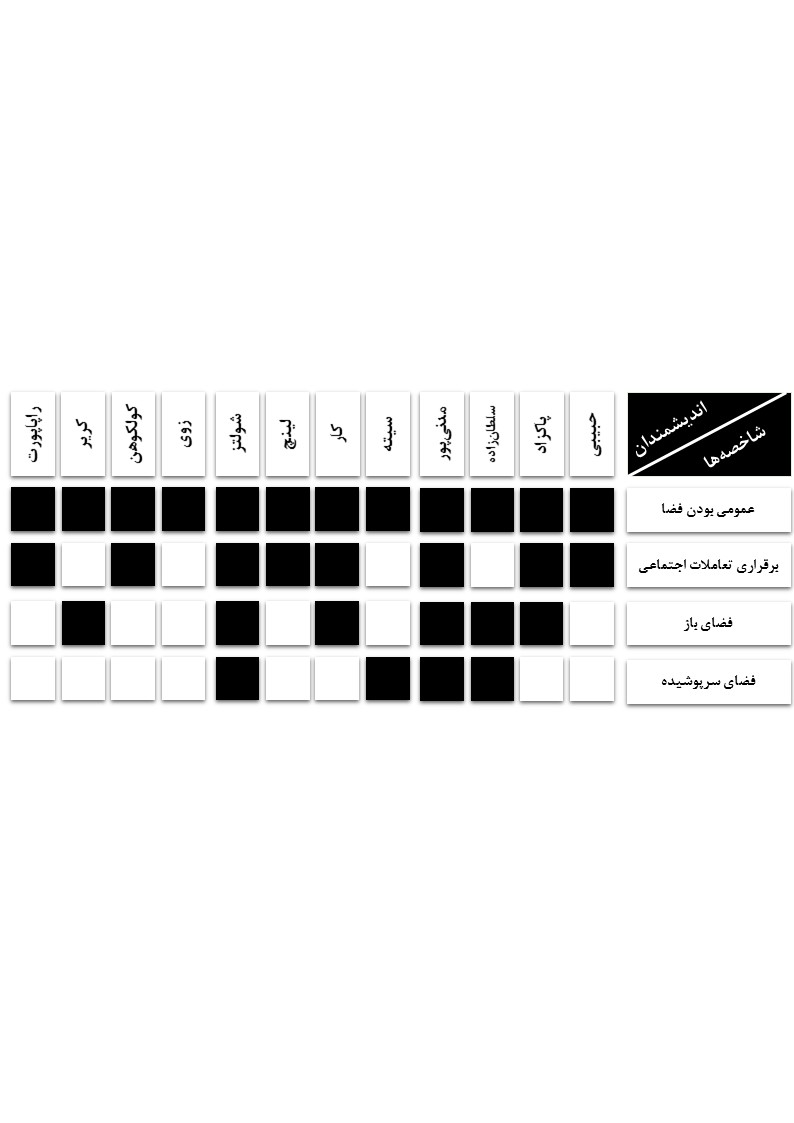 اندیشمندان
شاخصه‌ها
حبیبی
پاکزاد
سلطان‌زاده
مدنی‌پور
سیته
کار
لینچ
شولتز
زوی
کولکوهن
کریر
راپاپورت
عمومی بودن فضا
برقراری تعاملات اجتماعی
فضای باز
فضای سرپوشیده